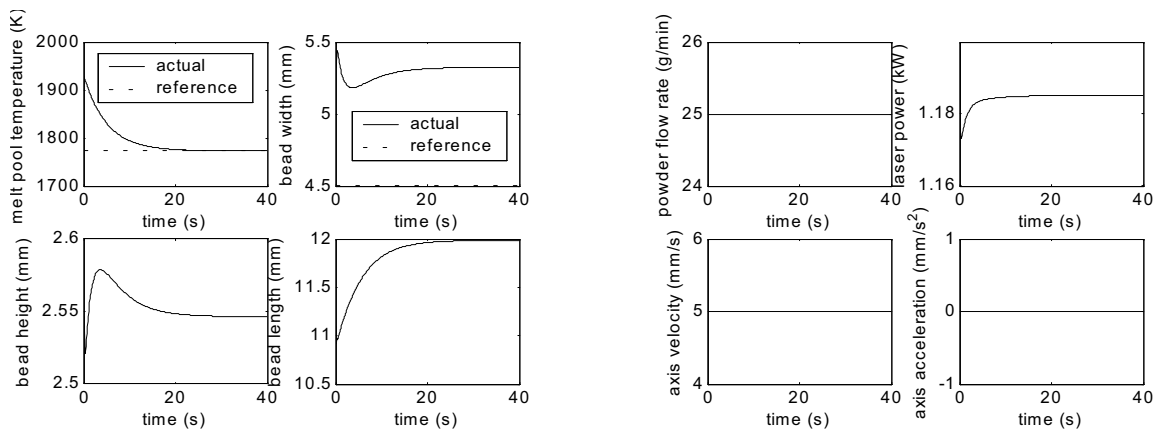 melt pool temperature (K)
2000
1900
1800
1700
actual
reference
0
20
40
time (s)
bead width (mm)
5.5
5
4.5
actual
reference
0
20
40
time (s)
powder flow rate (g/min)
26
25
24
0
20
40
time (s)
laser power (kW)
1.18
1.16
0
20
40
time (s)
bead height (mm)
2.6
2.55
2.5
0
20
40
time (s)
bead length (mm)
12
11.5
11
10.5
0
20
40
time (s)
axis velocity (mm/s)
6
5
4
0
20
40
time (s)
axis acceleration (mm/s²)
1
0
-1
0
20
40
time (s)